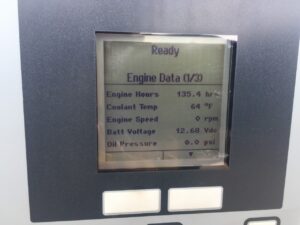 Ready
Engine Data (1/3)
Engine Hours 135.4 hrs
Coolant Temp 64 °F
Engine Speed 0 rpm
Batt Voltage 12.68 Vdc
Oil Pressure 0.0 psi